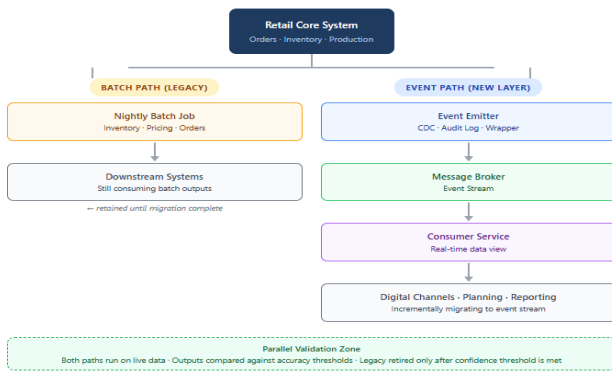 Retail Core System
Orders · Inventory · Production
BATCH PATH (LEGACY)
Nightly Batch Job
Inventory · Pricing · Orders
Downstream Systems
Still consuming batch outputs
← retained until migration complete
EVENT PATH (NEW LAYER)
Event Emitter
CDC · Audit Log · Wrapper
Message Broker
Event Stream
Consumer Service
Real-time data view
Digital Channels · Planning · Reporting
Incrementally migrating to event stream
Parallel Validation Zone
Both paths run on live data · Outputs compared against accuracy thresholds · Legacy retired only after confidence threshold is met